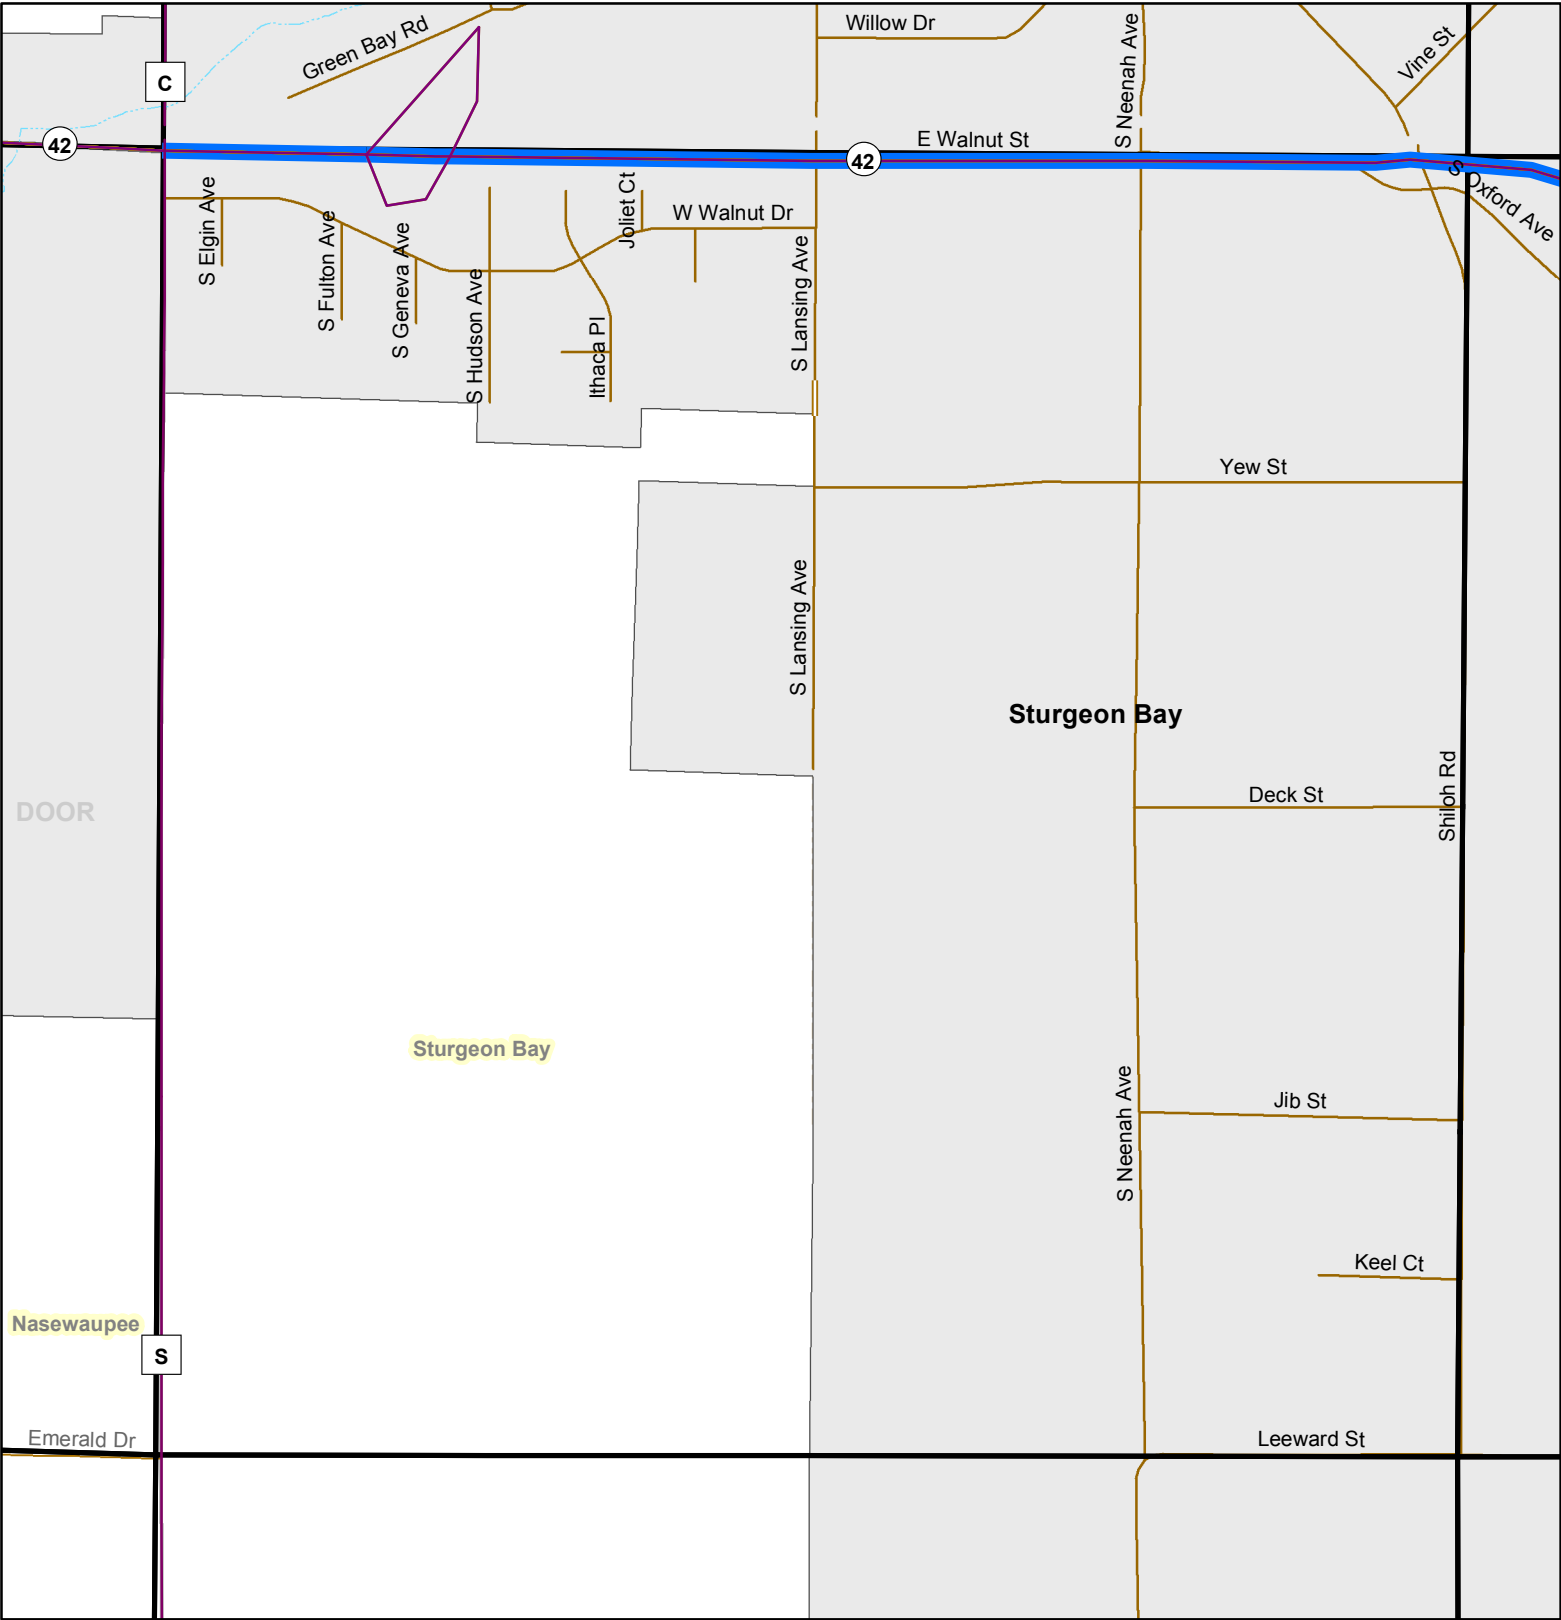 Willow Dr
Green Bay Rd
S Neenah Ave
Vine St
C
42
E Walnut St
42
S Oxford Ave
S Elgin Ave
S Fulton Ave
S Geneva Ave
S Hudson Ave
Joliet Ct
W Walnut Dr
S Lansing Ave
Ithaca Pl
Yew St
S Lansing Ave
Sturgeon Bay
DOOR
Deck St
Shiloh Rd
Sturgeon Bay
S Neenah Ave
Jib St
Keel Ct
Nasewaupee
S
Emerald Dr
Leeward St